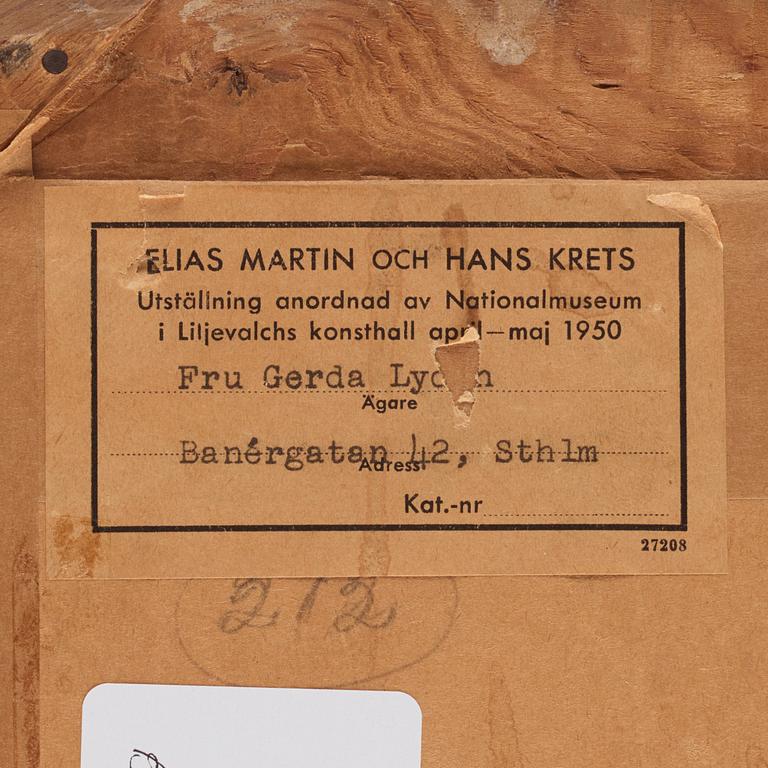 ELIAS MARTIN OCH HANS KRETS
Utställning anordnad av Nationalmuseum
i Liljevalchs konsthall april—maj 1950
Fru Gerda
Ägare
Banérgatan 42, Sthlm
Adress
Kat.-nr
27208
212